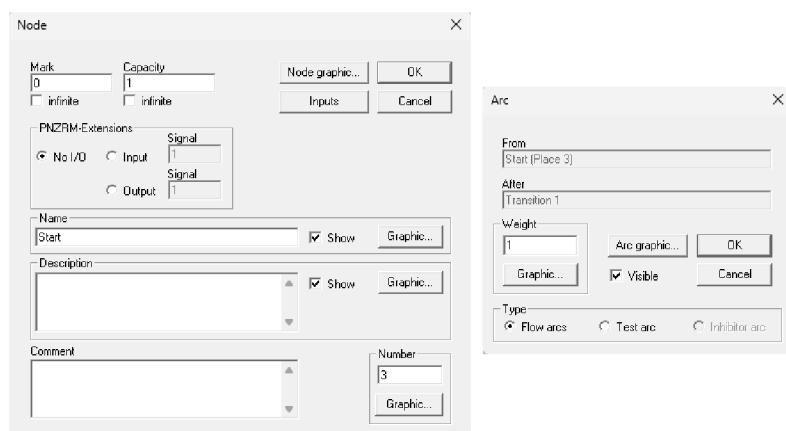 Node
Mark Capacity
0 1
infinite infinite
Node graphic... OK
Inputs Cancel
PNZRM-Extensions
Signal
No I/O Input 1
Signal
Output 1
Name
Start Show Graphic...
Description
Show Graphic...
Comment
Number
3
Graphic...
Arc
From
Start (Place 3)
After
Transition 1
Weight
1 Arc graphic... OK
Graphic... Visible Cancel
Type
Flow arcs Test arc Inhibitor arc